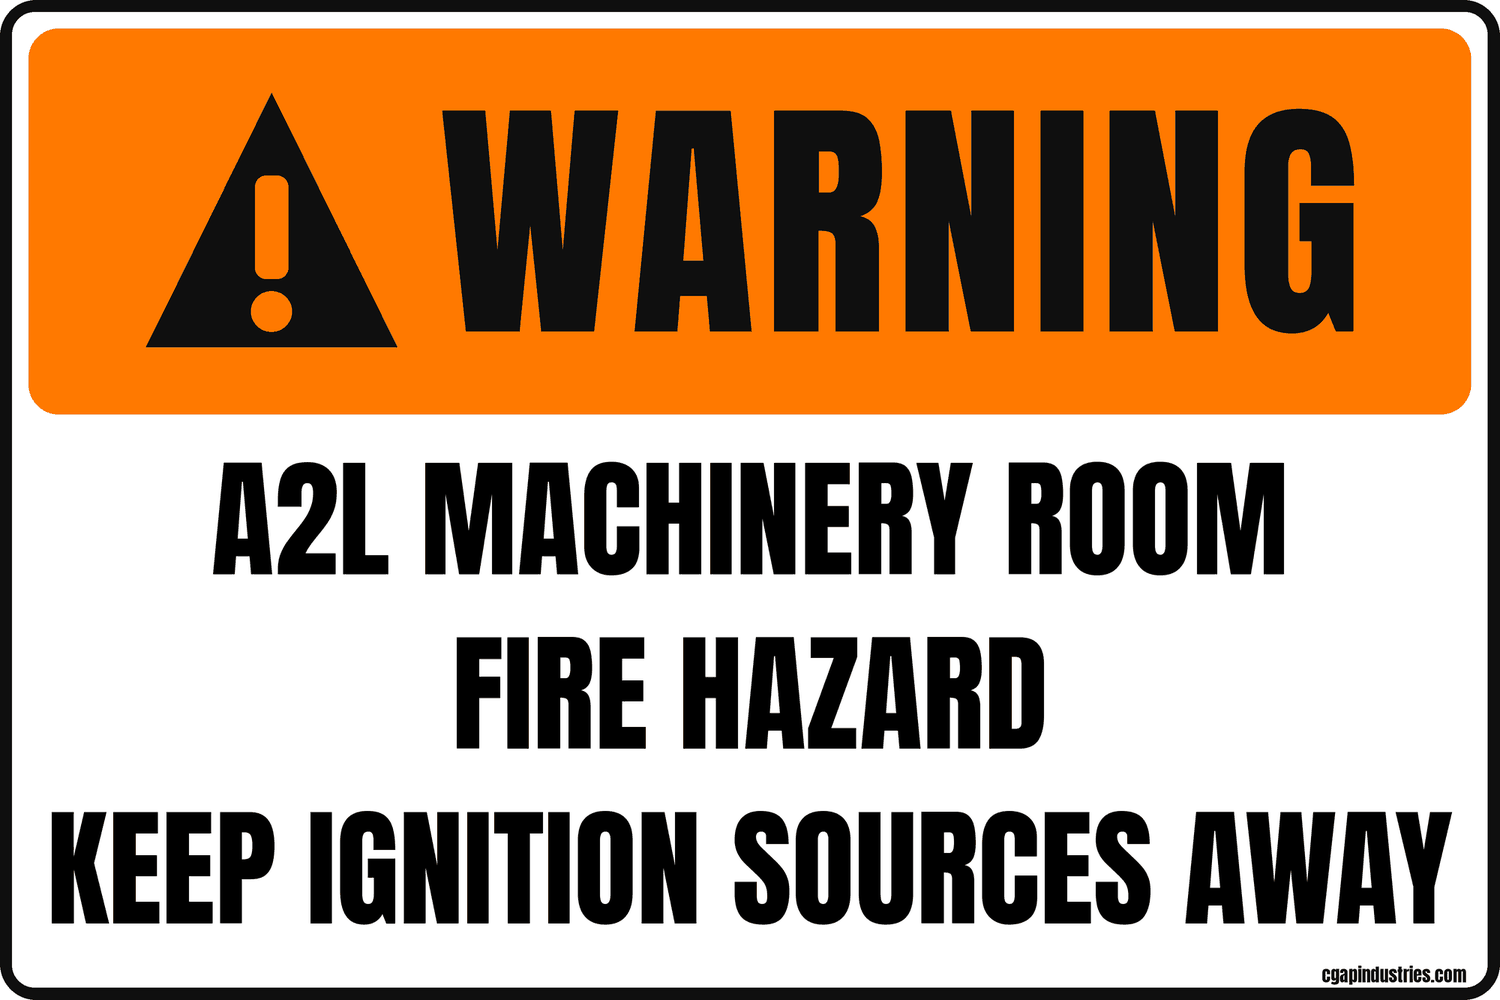 WARNING
A2L MACHINERY ROOM
FIRE HAZARD
KEEP IGNITION SOURCES AWAY
cgapindustries.com